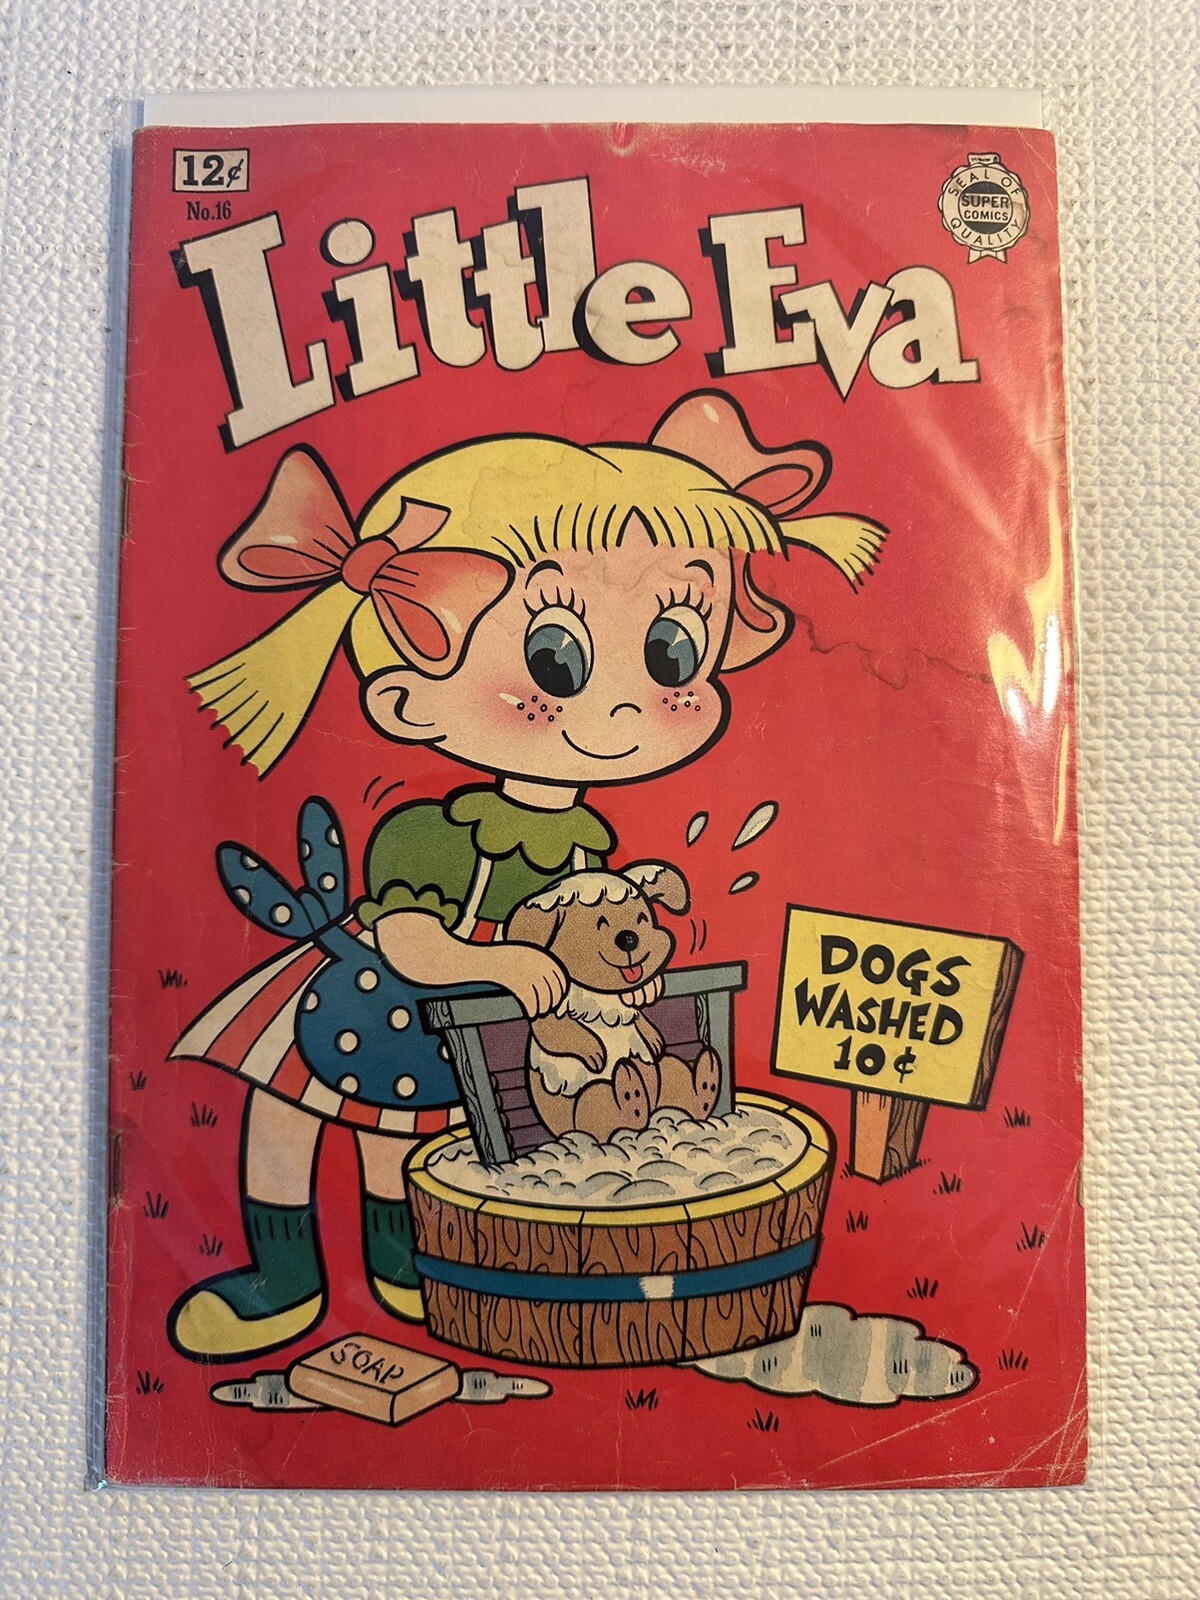 12¢
No.16
SEAL OF
SUPER
COMICS
QUALITY
Little Eva
DOGS
WASHED
10¢
SOAP